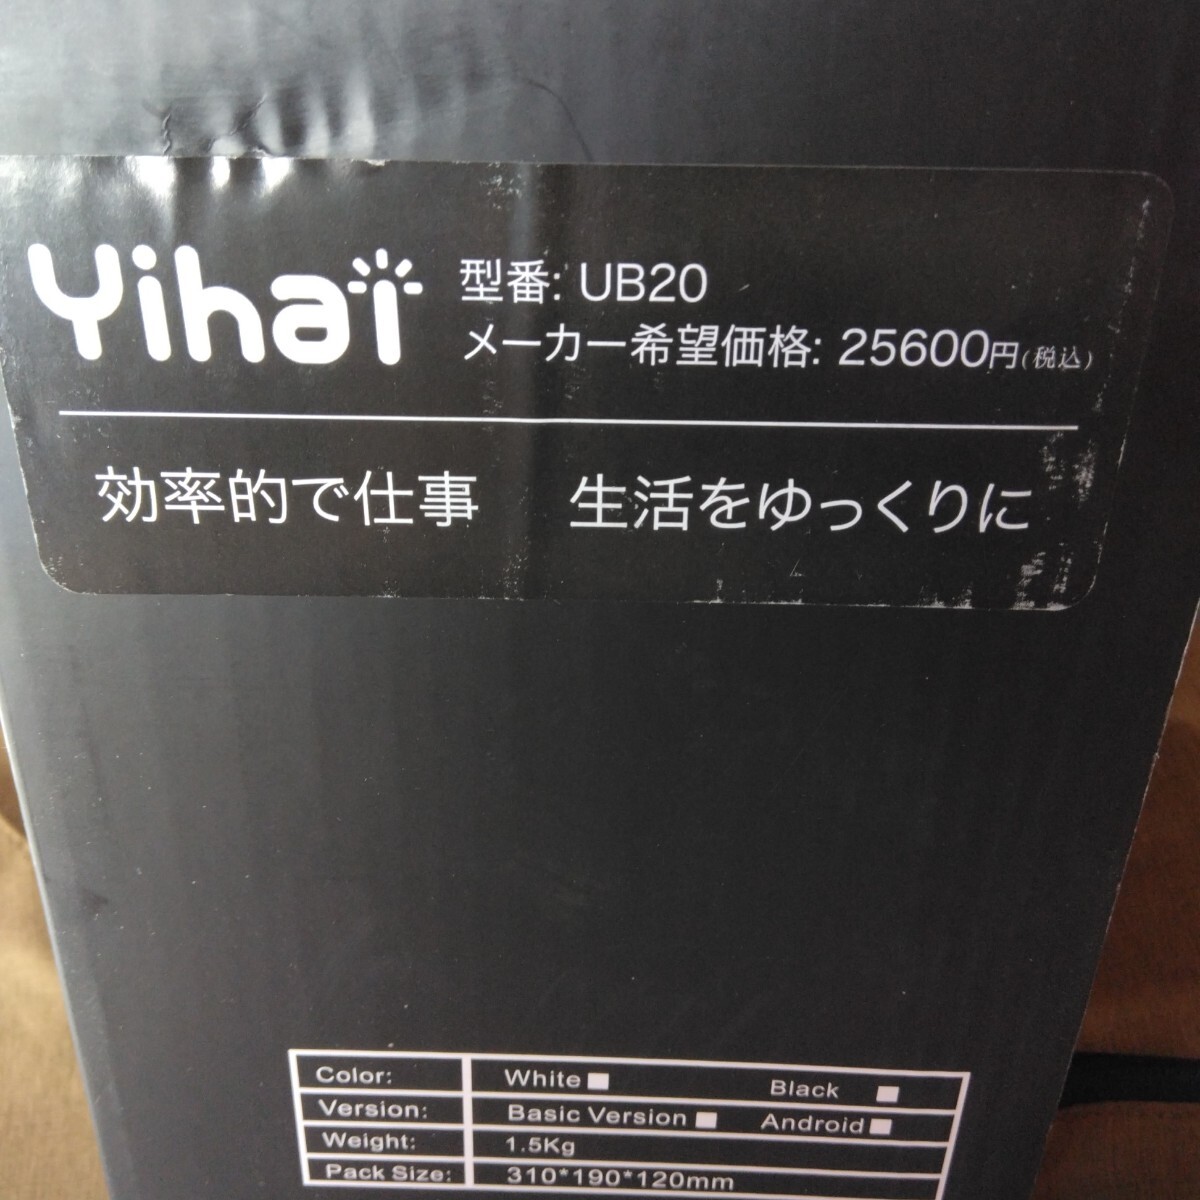 Yihai
型番: UB20
メーカー希望価格: 25600円(税込)
効率的で仕事 生活をゆっくりに
Color: White Black
Version: Basic Version Android
Weight: 1.5Kg
Pack Size: 310*190*120mm